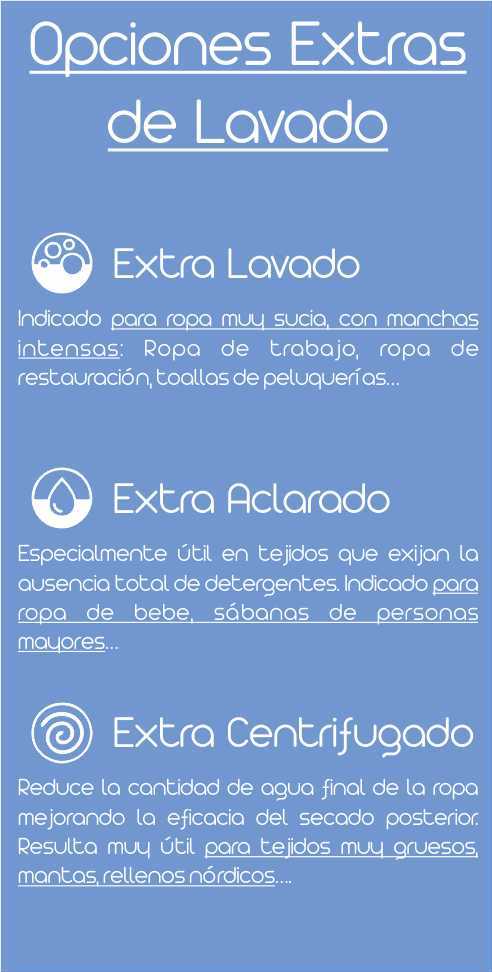 Opciones Extras
de Lavado
Extra Lavado
Indicado para ropa muy sucia, con manchas
intensas: Ropa de trabajo, ropa de
restauración, toallas de peluquerías...
Extra Aclarado
Especialmente útil en tejidos que exijan la
ausencia total de detergentes. Indicado para
ropa de bebe, sábanas de personas
mayores...
Extra Centrifugado
Reduce la cantidad de agua final de la ropa
mejorando la eficacia del secado posterior.
Resulta muy útil para tejidos muy gruesos,
mantas, rellenos nórdicos....